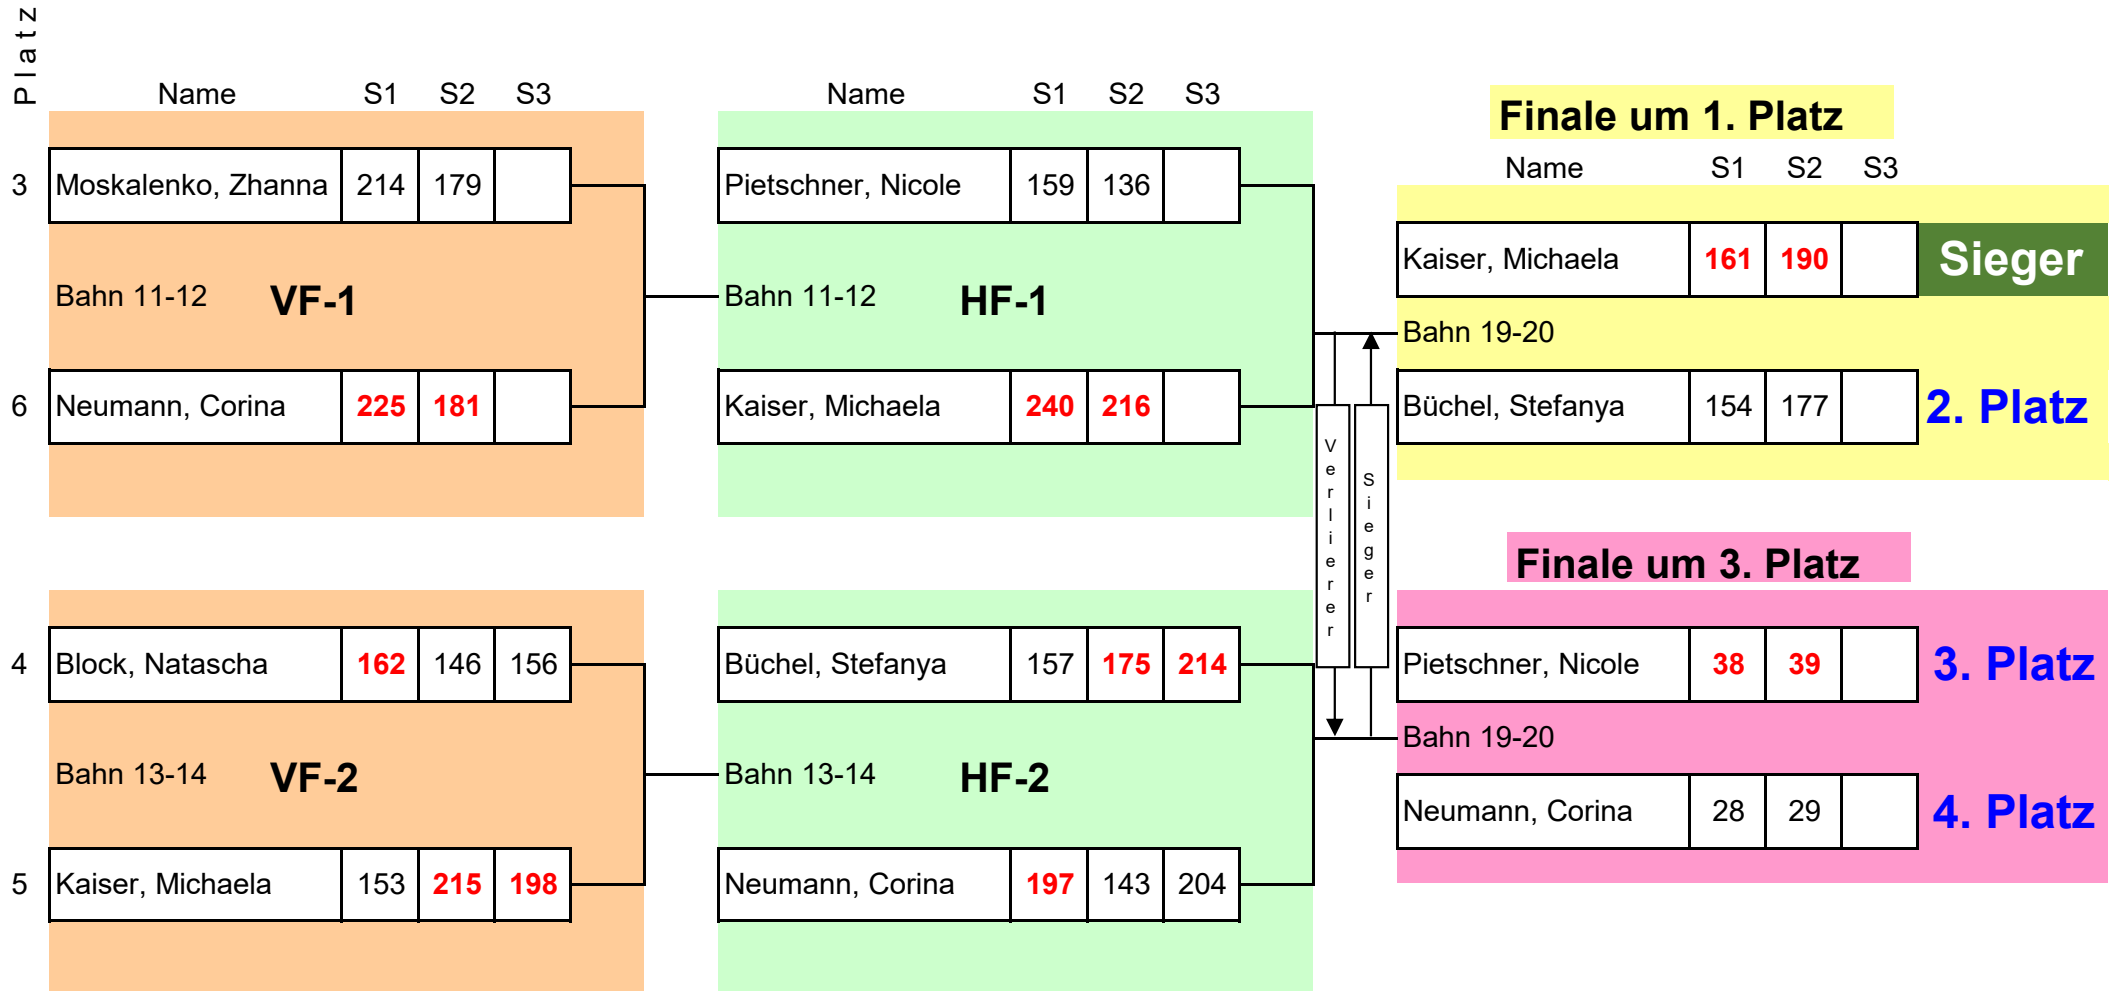 Platz
Name S1 S2 S3
Name S1 S2 S3
Finale um 1. Platz
Name S1 S2 S3
3 Moskalenko, Zhanna 214 179
Pietschner, Nicole 159 136
Kaiser, Michaela 161 190 Sieger
Bahn 11-12 VF-1
Bahn 11-12 HF-1
Bahn 19-20
6 Neumann, Corina 225 181
Kaiser, Michaela 240 216
Büchel, Stefanya 154 177 2. Platz
Verlierer
Sieger
Finale um 3. Platz
4 Block, Natascha 162 146 156
Büchel, Stefanya 157 175 214
Pietschner, Nicole 38 39 3. Platz
Bahn 13-14 VF-2
Bahn 13-14 HF-2
Bahn 19-20
Neumann, Corina 28 29 4. Platz
5 Kaiser, Michaela 153 215 198
Neumann, Corina 197 143 204